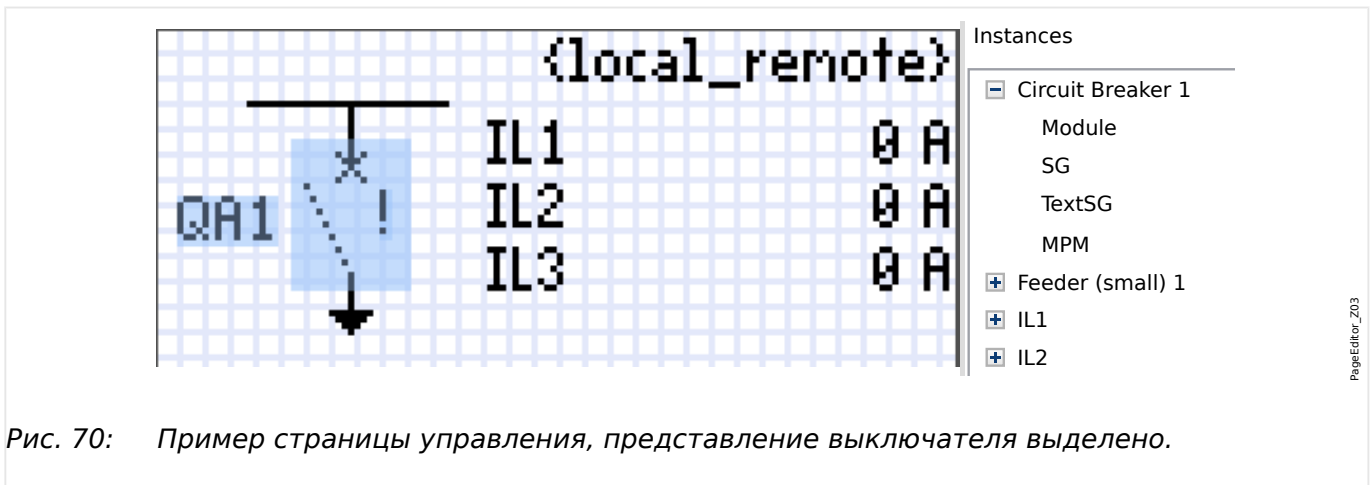 {local_remote}
IL1 0 A
QA1 ! IL2 0 A
IL3 0 A
Instances
Circuit Breaker 1
Module
SG
TextSG
MPM
Feeder (small) 1
IL1
IL2
PageEditor_Z03
Рис. 70: Пример страницы управления, представление выключателя выделено.